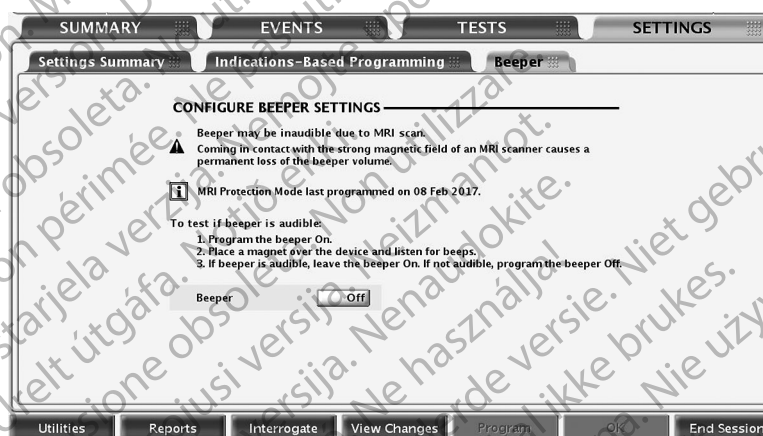 SUMMARY
EVENTS
TESTS
SETTINGS
Settings Summary
Indications-Based Programming
Beeper
CONFIGURE BEEPER SETTINGS
Beeper may be inaudible due to MRI scan.
Coming in contact with the strong magnetic field of an MRI scanner causes a
permanent loss of the beeper volume.
MRI Protection Mode last programmed on 08 Feb 2017.
To test if beeper is audible:
1. Program the beeper On.
2. Place a magnet over the device and listen for beeps.
3. If beeper is audible, leave the beeper On. If not audible, program the beeper Off.
Beeper
Off
Utilities
Reports
Interrogate
View Changes
Program
OK
End Session